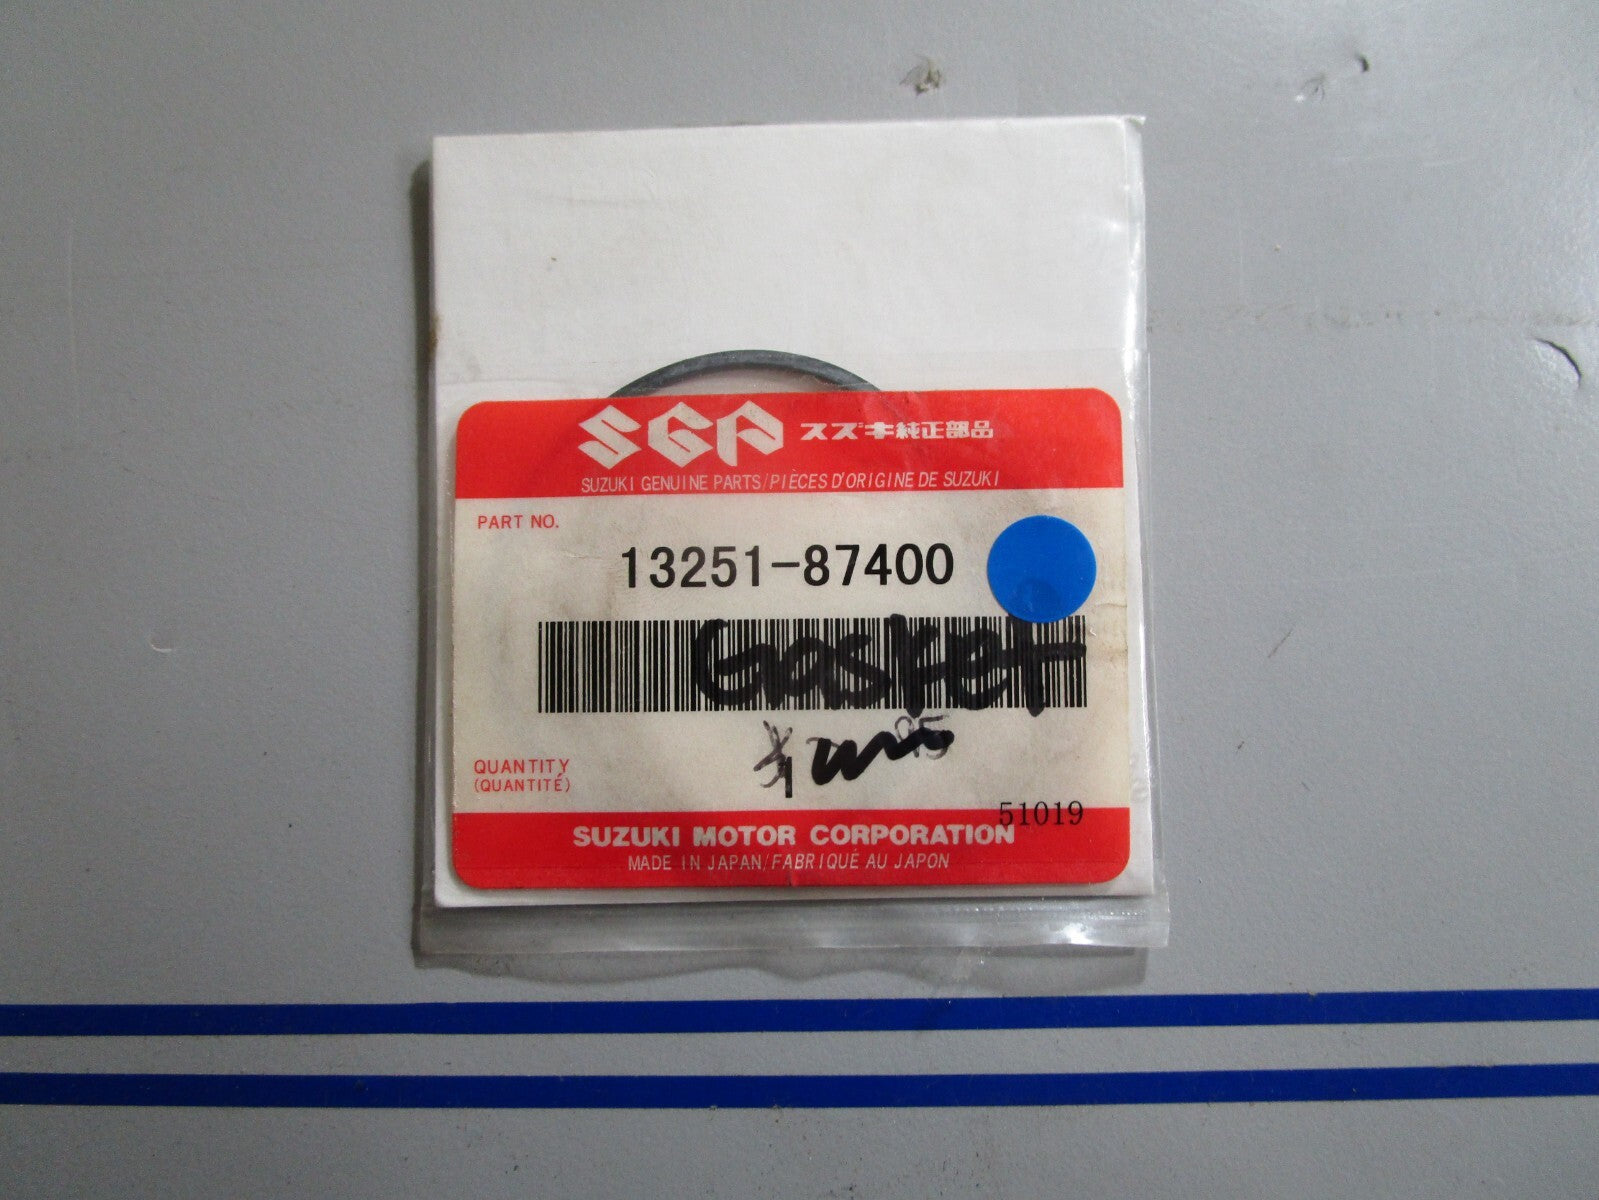 SGP スズキ純正部品
SUZUKI GENUINE PARTS/PIÈCES D'ORIGINE DE SUZUKI
PART NO.
13251-87400
Gasket
QUANTITY
(QUANTITÉ)
51019
SUZUKI MOTOR CORPORATION
MADE IN JAPAN/FABRIQUÉ AU JAPON